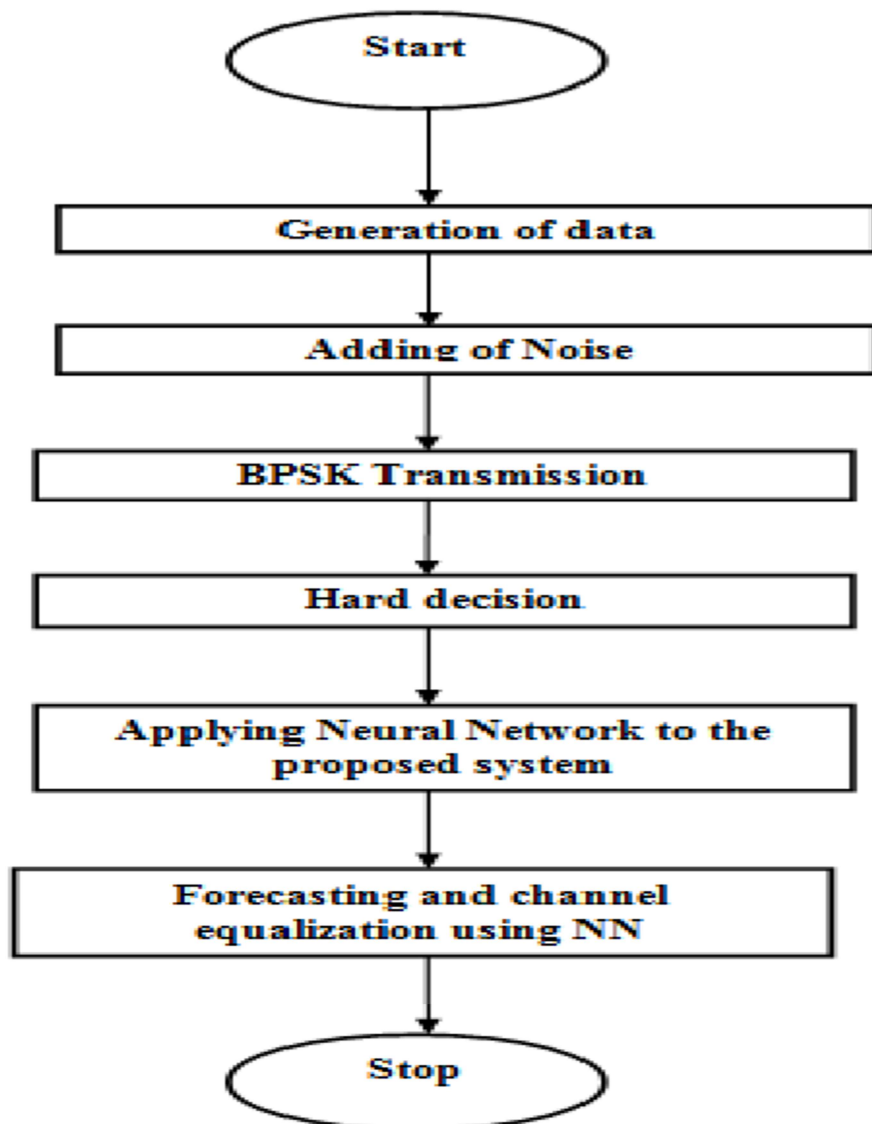 Start
Generation of data
Adding of Noise
BPSK Transmission
Hard decision
Applying Neural Network to the
proposed system
Forecasting and channel
equalization using NN
Stop